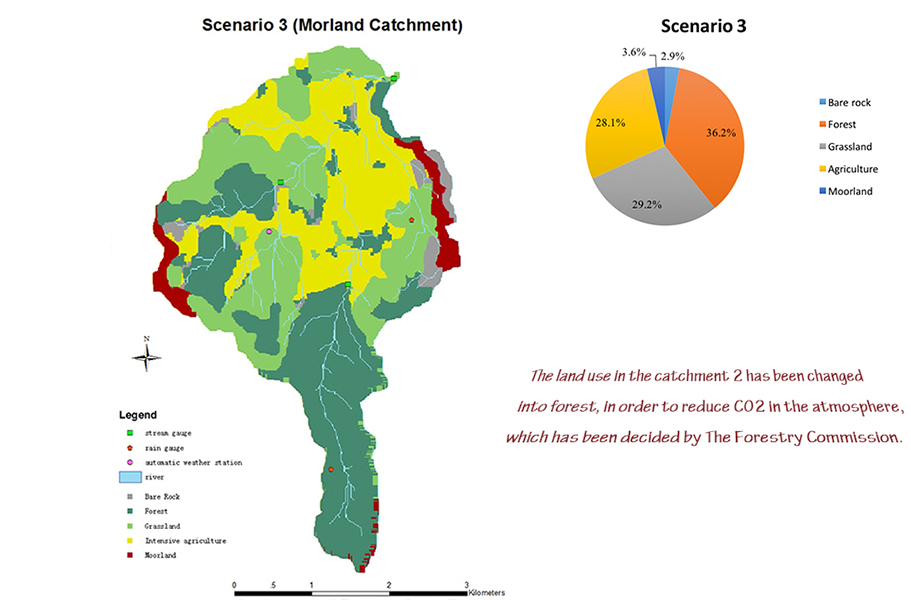 Scenario 3 (Morland Catchment)
Scenario 3
3.6%
2.9%
28.1%
36.2%
29.2%
Bare rock
Forest
Grassland
Agriculture
Moorland
N
The land use in the catchment 2 has been changed
into forest, in order to reduce CO2 in the atmosphere,
which has been decided by The Forestry Commission.
Legend
stream gauge
rain gauge
automatic weather station
river
Bare Rock
Forest
Grassland
Intensive agriculture
Moorland
0 .5 1 2 3
Kilometers